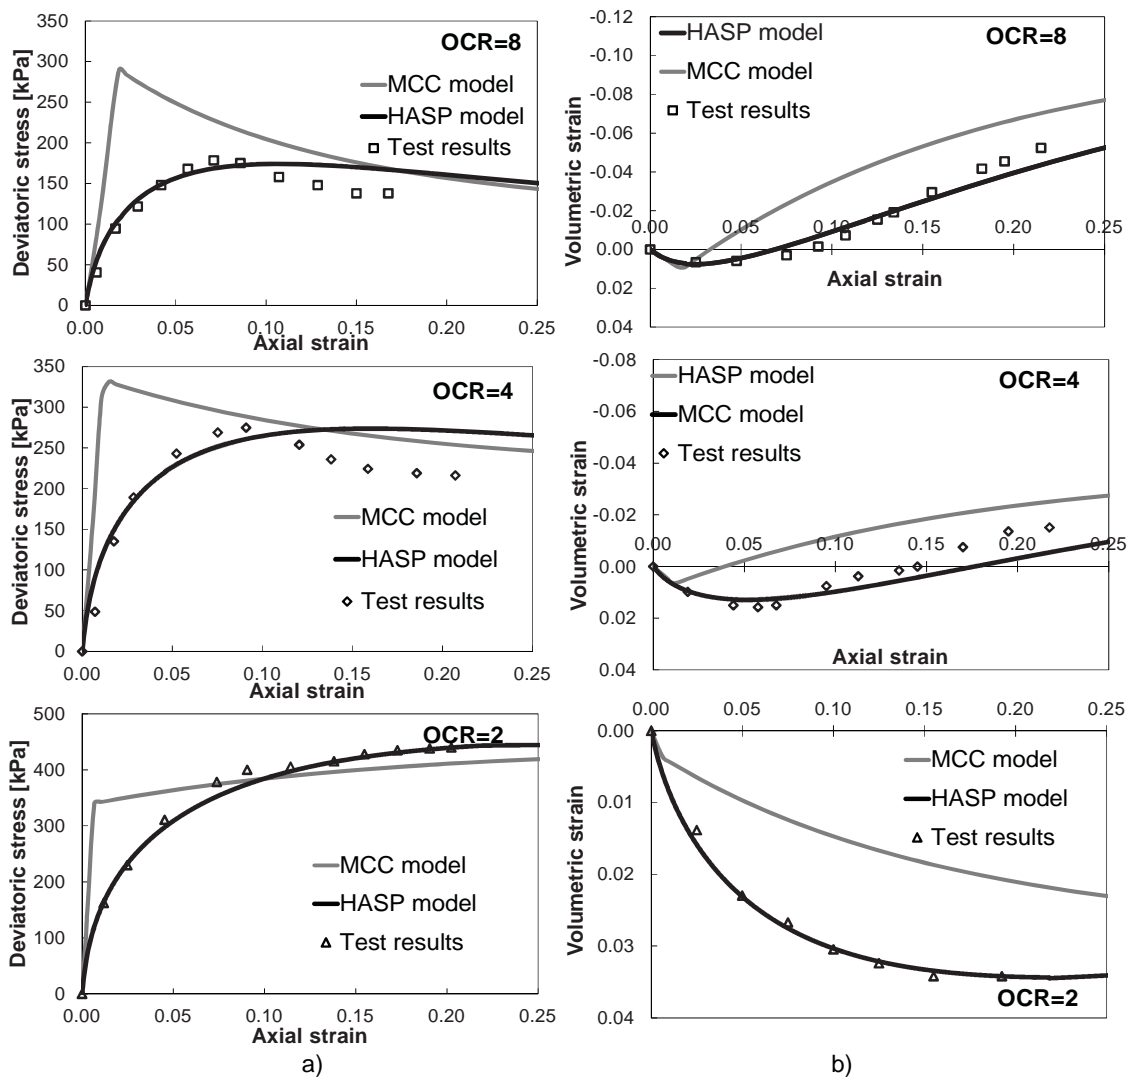 350
300
250
200
150
100
50
0
Deviatoric stress [kPa]
OCR=8
MCC model
HASP model
Test results
0.00 0.05 0.10 0.15 0.20 0.25
Axial strain
-0.12
-0.10
-0.08
-0.06
-0.04
-0.02
0.00
0.02
0.04
Volumetric strain
HASP model
OCR=8
MCC model
Test results
0.00 0.05 0.10 0.15 0.20 0.25
Axial strain
350
300
250
200
150
100
50
0
Deviatoric stress [kPa]
OCR=4
MCC model
HASP model
Test results
0.00 0.05 0.10 0.15 0.20 0.25
Axial strain
-0.08
-0.06
-0.04
-0.02
0.00
0.02
0.04
Volumetric strain
HASP model
OCR=4
MCC model
Test results
0.00 0.05 0.10 0.15 0.20 0.25
Axial strain
500
400
300
200
100
0
Deviatoric stress [kPa]
OCR=2
MCC model
HASP model
Test results
0.00 0.05 0.10 0.15 0.20 0.25
Axial strain
a)
0.00 0.05 0.10 0.15 0.20 0.25
0.00
0.01
0.02
0.03
0.04
Volumetric strain
MCC model
HASP model
Test results
OCR=2
b)